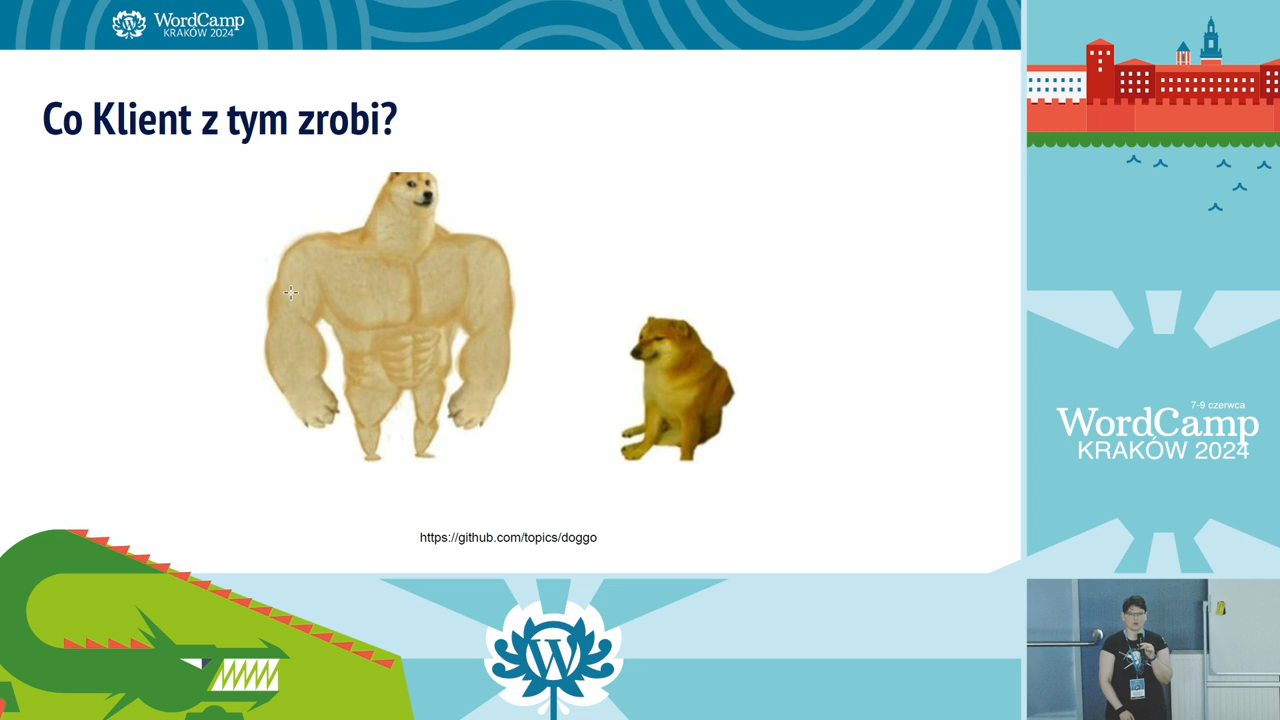 WordCamp
KRAKÓW 2024
Co Klient z tym zrobi?
https://github.com/topics/doggo
7-9 czerwca
WordCamp
KRAKÓW 2024
W